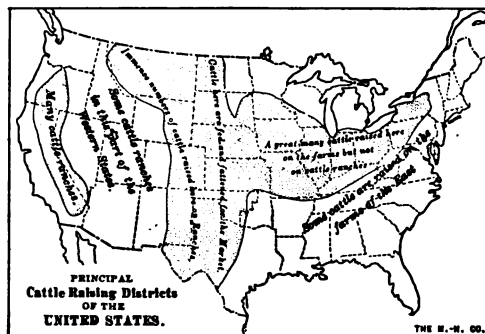 Many cattle ranches.
Some cattle ranches
in this part of the
Western States.
Immense number of cattle raised here on Ranches.
Cattle here are fed and fattened for the Market.
A great many cattle raised here
on the farms but not
on cattle ranches
Some cattle are raised on the
farms of the East
PRINCIPAL
Cattle Raising Districts
OF THE
UNITED STATES.
THE M.-N. CO.